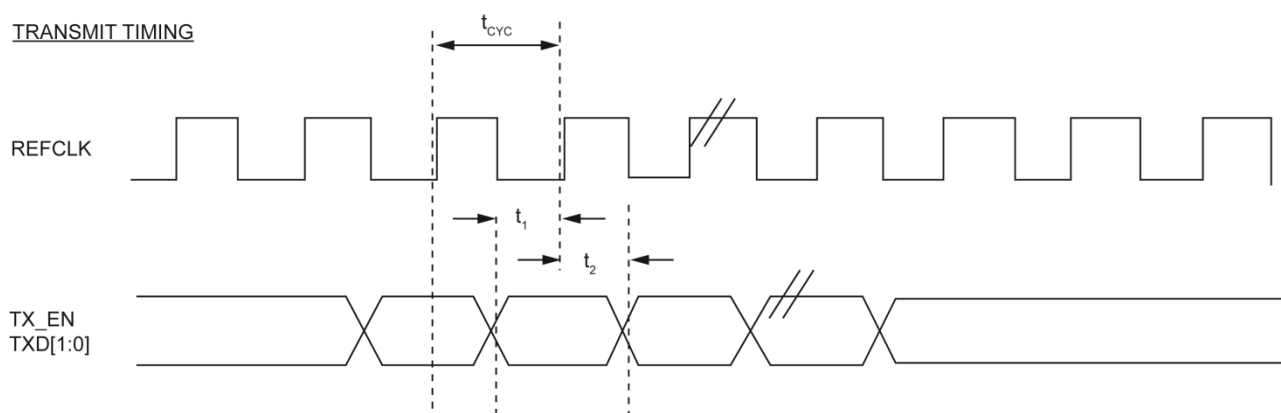 TRANSMIT TIMING
tCYC
REFCLK
t1
t2
TX_EN
TXD[1:0]